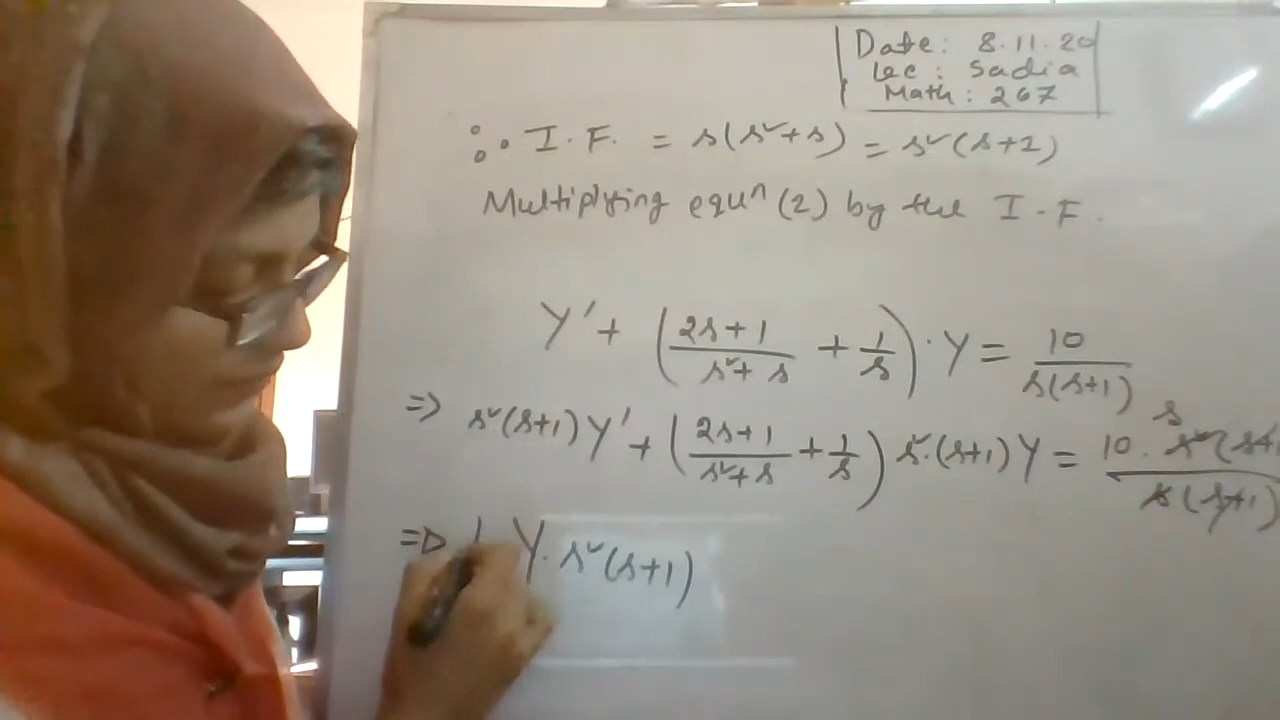 Date: 8.11.20
Lec: Sadia
Math: 267
∴ I.F. = s(s²+s) = s²(s+1)
Multiplying equⁿ (2) by the I.F.
Y' + ( (2s+1)/(s²+s) + 1/s ) · Y = 10/(s(s+1))
=> s²(s+1)Y' + ( (2s+1)/(s²+s) + 1/s ) s²·(s+1)Y = 10 · s²(s+1)/(s(s+1)) s
=> Y·s²(s+1)